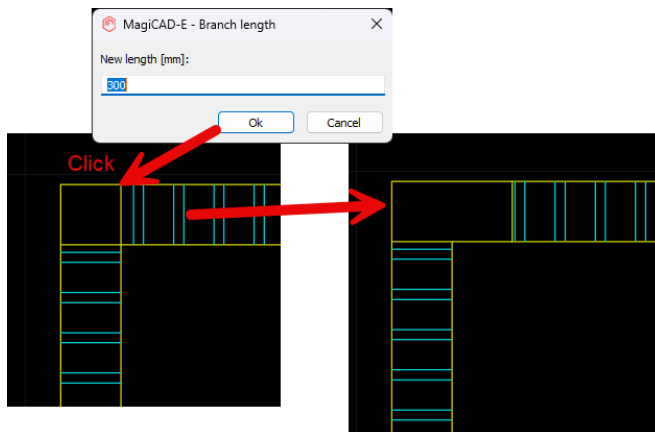 MagiCAD-E - Branch length
New length [mm]:
300
Ok
Cancel
Click